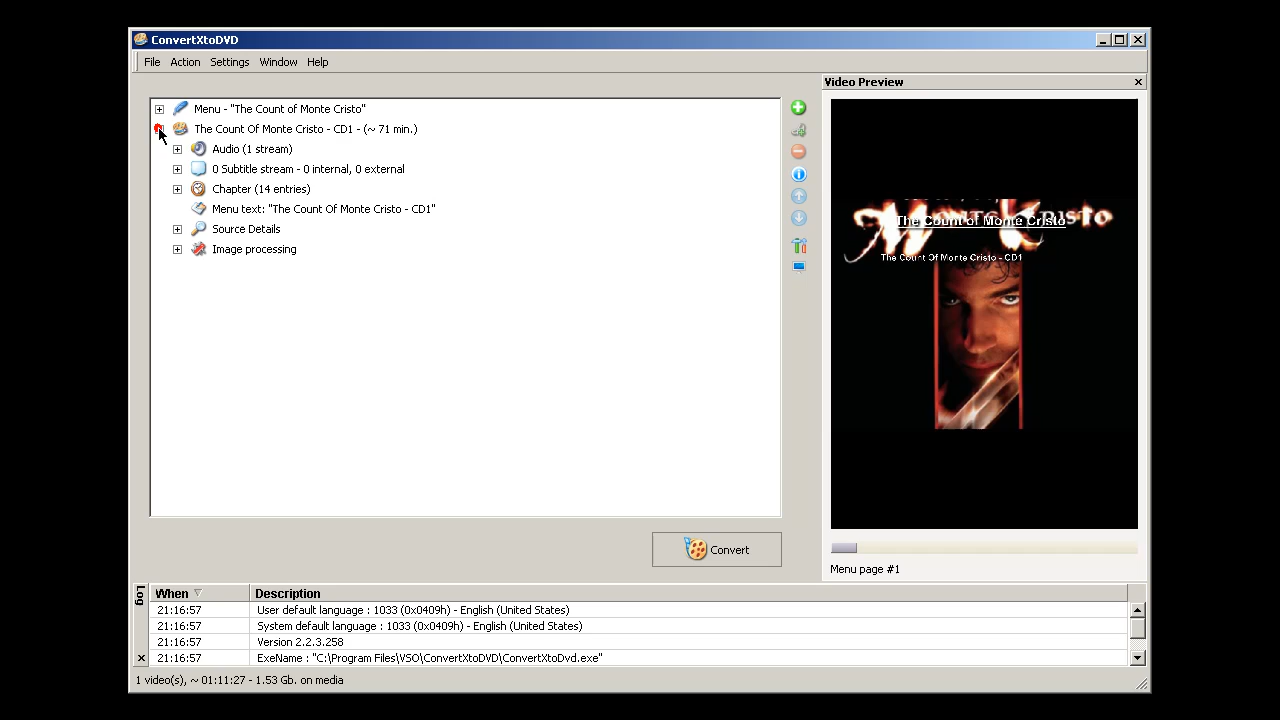 ConvertXtoDVD
File Action Settings Window Help
Menu - "The Count of Monte Cristo"
The Count Of Monte Cristo - CD1 - (~ 71 min.)
Audio (1 stream)
0 Subtitle stream - 0 internal, 0 external
Chapter (14 entries)
Menu text: "The Count Of Monte Cristo - CD1"
Source Details
Image processing
Convert
Video Preview
Monte Cristo
The Count of Monte Cristo
The Count Of Monte Cristo - CD1
Menu page #1
Log
When Description
21:16:57 User default language : 1033 (0x0409h) - English (United States)
21:16:57 System default language : 1033 (0x0409h) - English (United States)
21:16:57 Version 2.2.3.258
21:16:57 ExeName : "C:\Program Files\VSO\ConvertXtoDVD\ConvertXtoDvd.exe"
1 video(s), ~ 01:11:27 - 1.53 Gb. on media